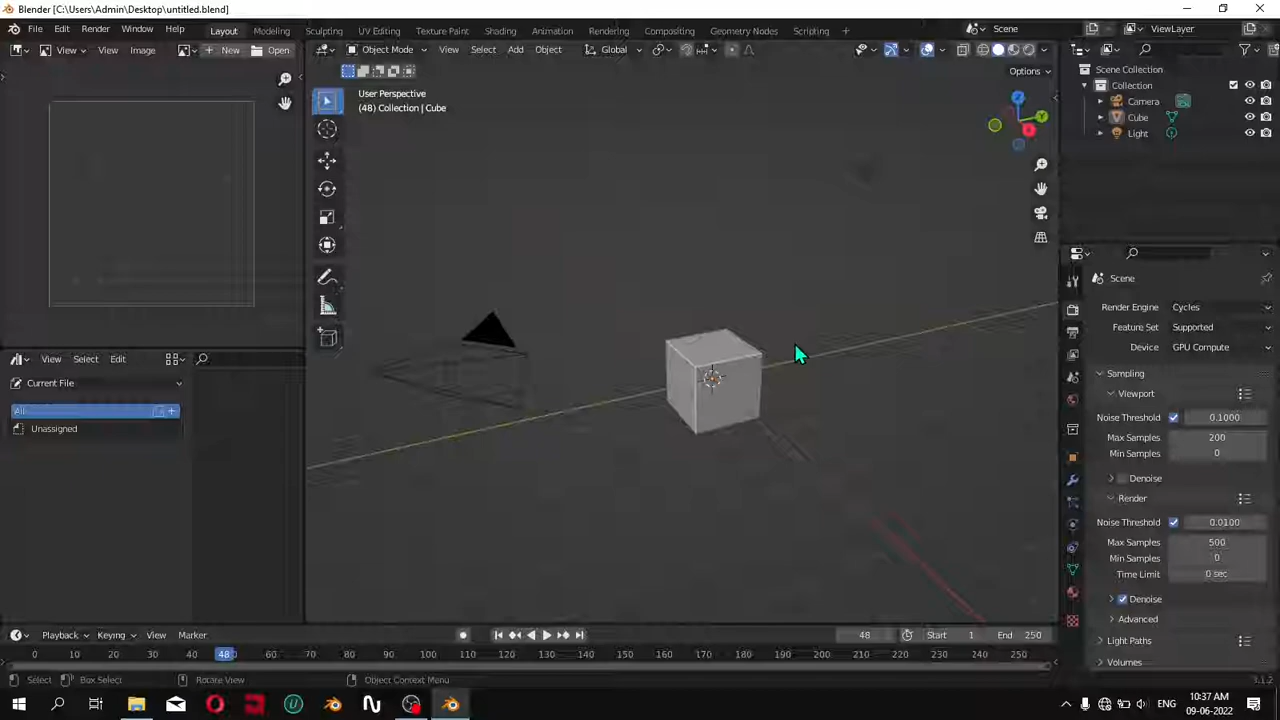 Blender [C:\Users\Admin\Desktop\untitled.blend]
File Edit Render Window Help Layout Modeling Sculpting UV Editing Texture Paint Shading Animation Rendering Compositing Geometry Nodes Scripting + Scene ViewLayer
View View Image + New Open Object Mode View Select Add Object Global
Options
User Perspective
(48) Collection | Cube
Scene Collection
Collection
Camera
Cube
Light
Y
Scene
Render Engine Cycles
Feature Set Supported
Device GPU Compute
Sampling
Viewport
Noise Threshold 0.1000
Max Samples 200
Min Samples 0
Denoise
Render
Noise Threshold 0.0100
Max Samples 500
Min Samples 0
Time Limit 0 sec
Denoise
Advanced
Light Paths
Volumes
View Select Edit
Current File
All
Unassigned
Playback Keying View Marker 48 Start 1 End 250
0 10 20 30 40 48 60 70 80 90 100 110 120 130 140 150 160 170 180 190 200 210 220 230 240 250
Select Box Select Rotate View Object Context Menu 3.1.2
ENG 10:37 AM
09-06-2022